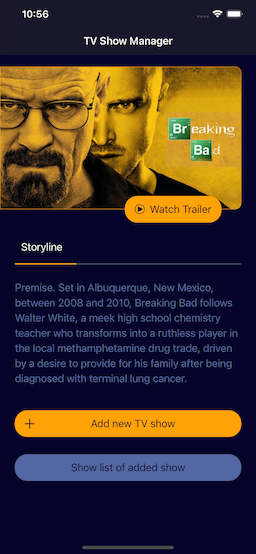 10:56
TV Show Manager
Breaking
Bad
Watch Trailer
Storyline
Premise. Set in Albuquerque, New Mexico,
between 2008 and 2010, Breaking Bad follows
Walter White, a meek high school chemistry
teacher who transforms into a ruthless player in
the local methamphetamine drug trade, driven
by a desire to provide for his family after being
diagnosed with terminal lung cancer.
Add new TV show
Show list of added show